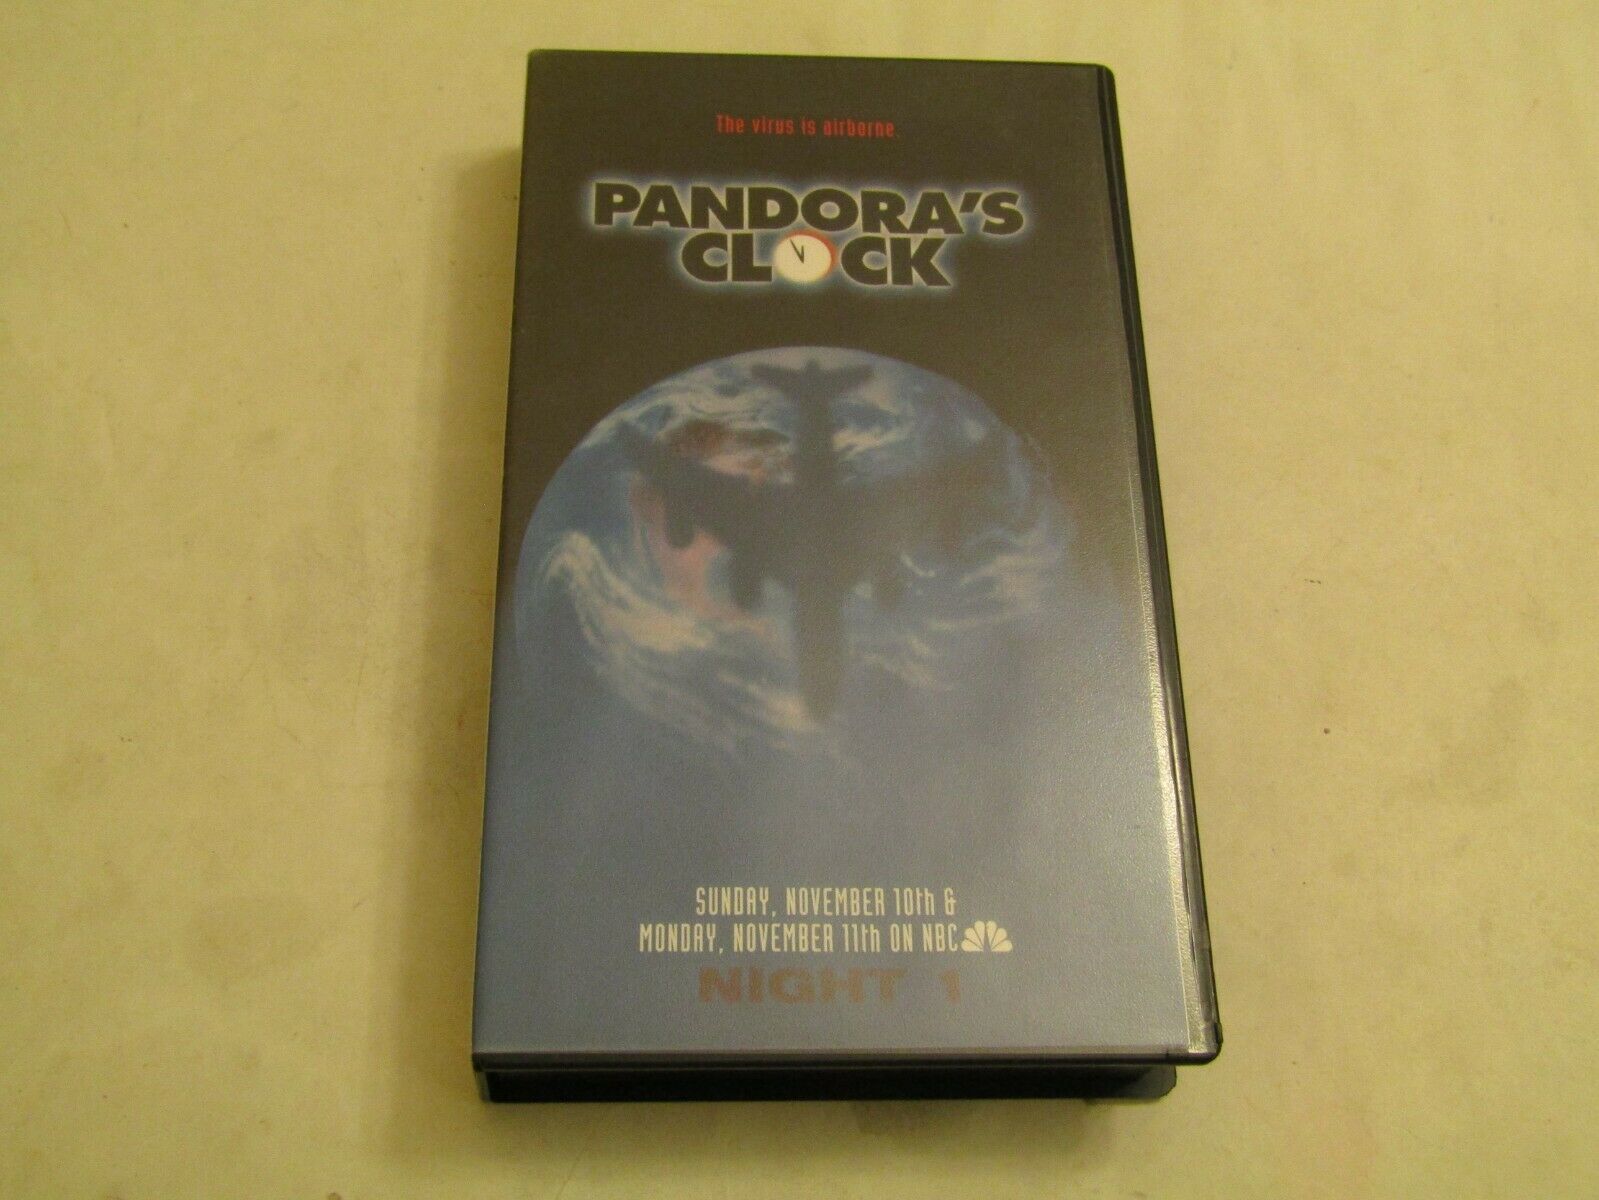 The virus is airborne.
PANDORA'S
CLOCK
SUNDAY, NOVEMBER 10th &
MONDAY, NOVEMBER 11th ON NBC
NIGHT 1